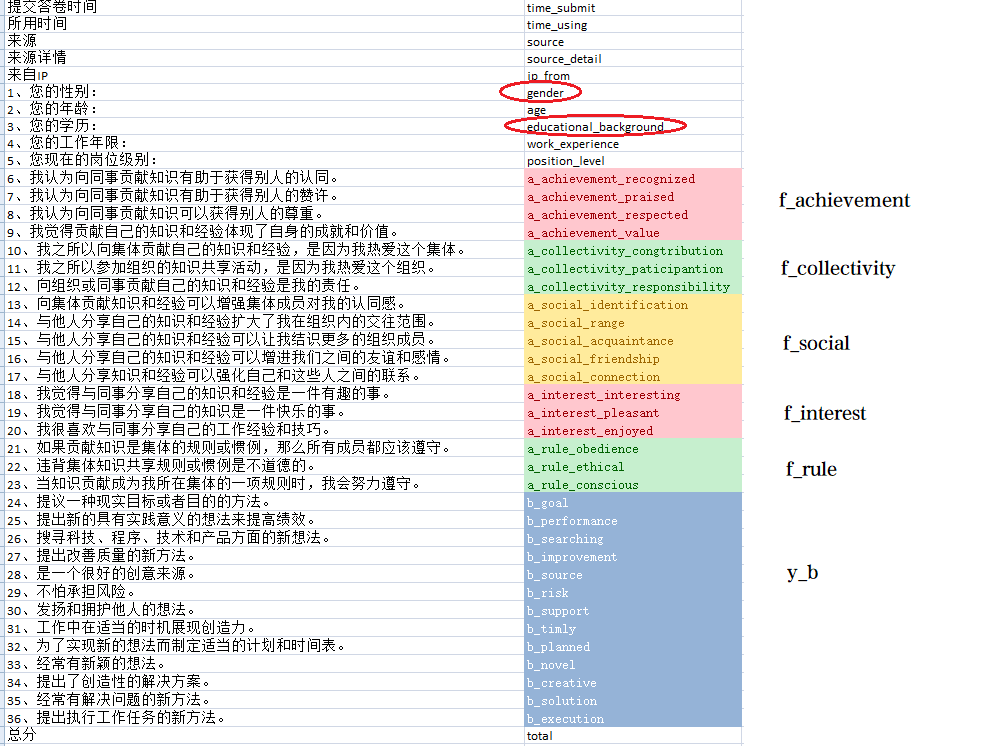 提交答卷时间 time_submit
所用时间 time_using
来源 source
来源详情 source_detail
来自IP ip_from
1、您的性别： gender
2、您的年龄： age
3、您的学历： educational_background
4、您的工作年限： work_experience
5、您现在的岗位级别： position_level
6、我认为向同事贡献知识有助于获得别人的认同。 a_achievement_recognized
7、我认为向同事贡献知识有助于获得别人的赞许。 a_achievement_praised f_achievement
8、我认为向同事贡献知识可以获得别人的尊重。 a_achievement_respected
9、我觉得贡献自己的知识和经验体现了自身的成就和价值。 a_achievement_value
10、我之所以向集体贡献自己的知识和经验，是因为我热爱这个集体。 a_collectivity_congtribution
11、我之所以参加组织的知识共享活动，是因为我热爱这个组织。 a_collectivity_paticipantion f_collectivity
12、向组织或同事贡献自己的知识和经验是我的责任。 a_collectivity_responsibility
13、向集体贡献知识和经验可以增强集体成员对我的认同感。 a_social_identification
14、与他人分享自己的知识和经验扩大了我在组织内的交往范围。 a_social_range
15、与他人分享自己的知识和经验可以让我结识更多的组织成员。 a_social_acquaintance f_social
16、与他人分享自己的知识和经验可以增进我们之间的友谊和感情。 a_social_friendship
17、与他人分享知识和经验可以强化自己和这些人之间的联系。 a_social_connection
18、我觉得与同事分享自己的知识和经验是一件有趣的事。 a_interest_interesting
19、我觉得与同事分享自己的知识是一件快乐的事。 a_interest_pleasant f_interest
20、我很喜欢与同事分享自己的工作经验和技巧。 a_interest_enjoyed
21、如果贡献知识是集体的规则或惯例，那么所有成员都应该遵守。 a_rule_obedience
22、违背集体知识共享规则或惯例是不道德的。 a_rule_ethical f_rule
23、当知识贡献成为我所在集体的一项规则时，我会努力遵守。 a_rule_conscious
24、提议一种现实目标或者目的的方法。 b_goal
25、提出新的具有实践意义的想法来提高绩效。 b_performance
26、搜寻科技、程序、技术和产品方面的新想法。 b_searching
27、提出改善质量的新方法。 b_improvement
28、是一个很好的创意来源。 b_source y_b
29、不怕承担风险。 b_risk
30、发扬和拥护他人的想法。 b_support
31、工作中在适当的时机展现创造力。 b_timly
32、为了实现新的想法而制定适当的计划和时间表。 b_planned
33、经常有新颖的想法。 b_novel
34、提出了创造性的解决方案。 b_creative
35、经常有解决问题的新方法。 b_solution
36、提出执行工作任务的新方法。 b_execution
总分 total